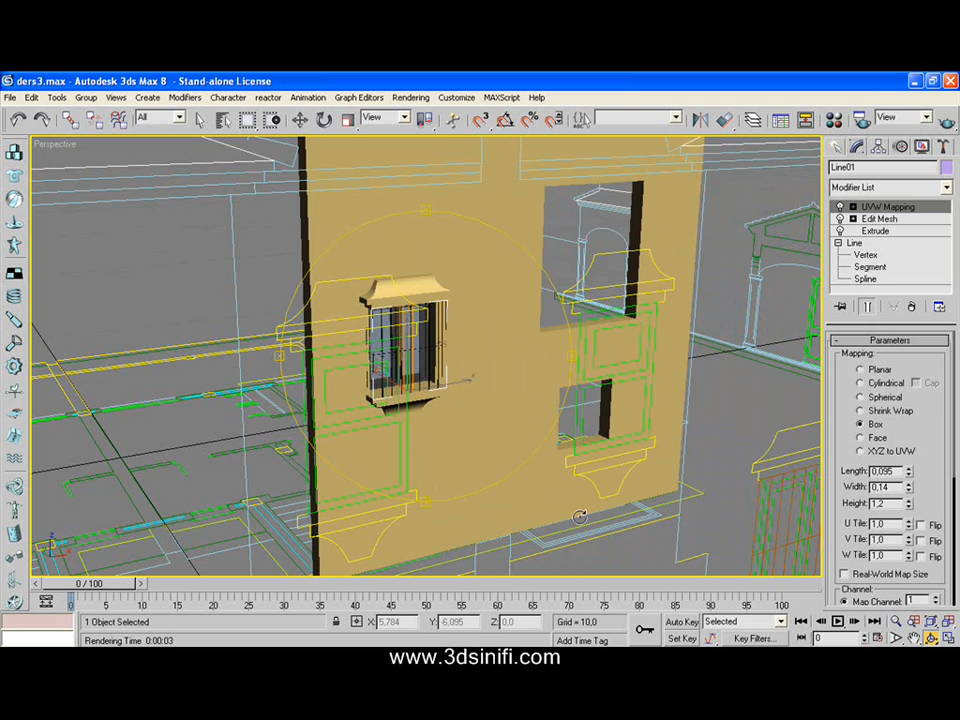 ders3.max - Autodesk 3ds Max 8 - Stand-alone License
File Edit Tools Group Views Create Modifiers Character reactor Animation Graph Editors Rendering Customize MAXScript Help
All View View
Perspective
Line01
Modifier List
UVW Mapping
Edit Mesh
Extrude
Line
Vertex
Segment
Spline
Parameters
Mapping:
Planar
Cylindrical Cap
Spherical
Shrink Wrap
Box
Face
XYZ to UVW
Length: 0,095
Width: 0,14
Height: 1,2
U Tile: 1,0 Flip
V Tile: 1,0 Flip
W Tile: 1,0 Flip
Real-World Map Size
Channel:
Map Channel: 1
0 / 100
0 5 10 15 20 25 30 35 40 45 50 55 60 65 70 75 80 85 90 95 100
1 Object Selected X: 5,784 Y: -6,095 Z: 0,0 Grid = 10,0 Auto Key Selected
Rendering Time 0:00:03 Add Time Tag Set Key Key Filters... 0
www.3dsinifi.com